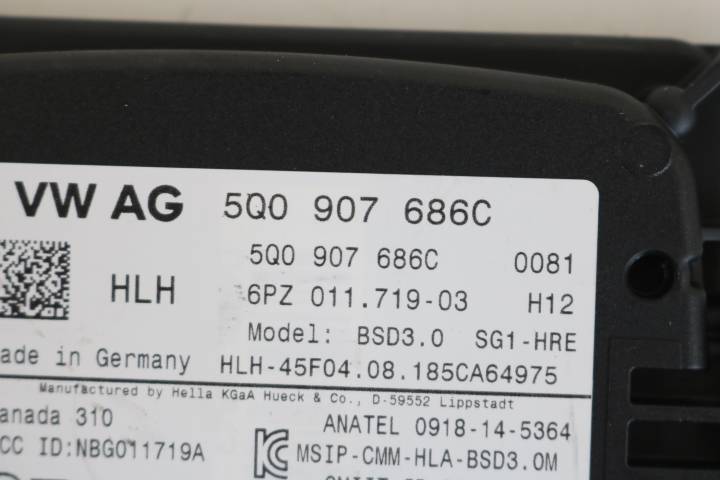 VW AG 5Q0 907 686C
5Q0 907 686C 0081
HLH 6PZ 011.719-03 H12
Model: BSD3.0 SG1-HRE
ade in Germany HLH-45F04.08.185CA64975
Manufactured by Hella KGaA Hueck & Co., D-59552 Lippstadt
anada 310 ANATEL 0918-14-5364
CC ID:NBG011719A MSIP-CMM-HLA-BSD3.0M